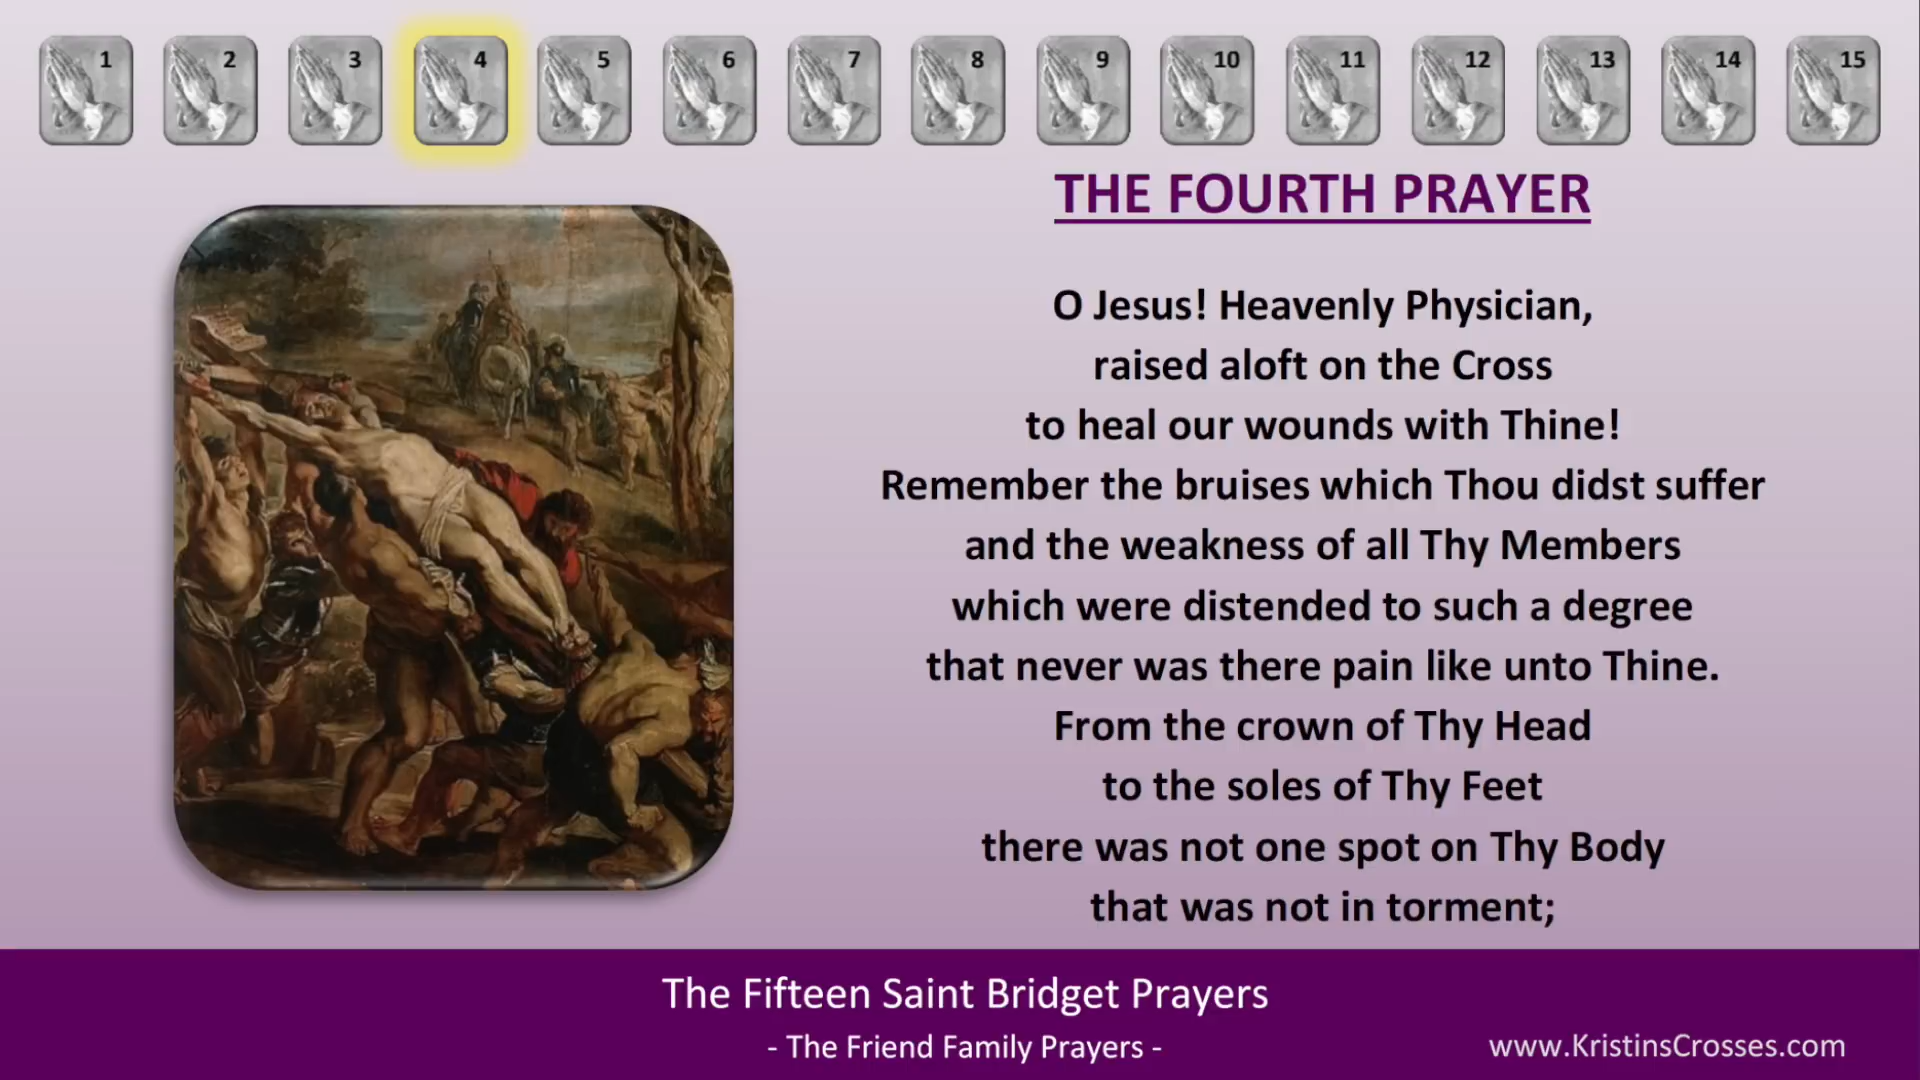 1 2 3 4 5 6 7 8 9 10 11 12 13 14 15
THE FOURTH PRAYER
O Jesus! Heavenly Physician,
raised aloft on the Cross
to heal our wounds with Thine!
Remember the bruises which Thou didst suffer
and the weakness of all Thy Members
which were distended to such a degree
that never was there pain like unto Thine.
From the crown of Thy Head
to the soles of Thy Feet
there was not one spot on Thy Body
that was not in torment;
The Fifteen Saint Bridget Prayers
- The Friend Family Prayers -
www.KristinsCrosses.com